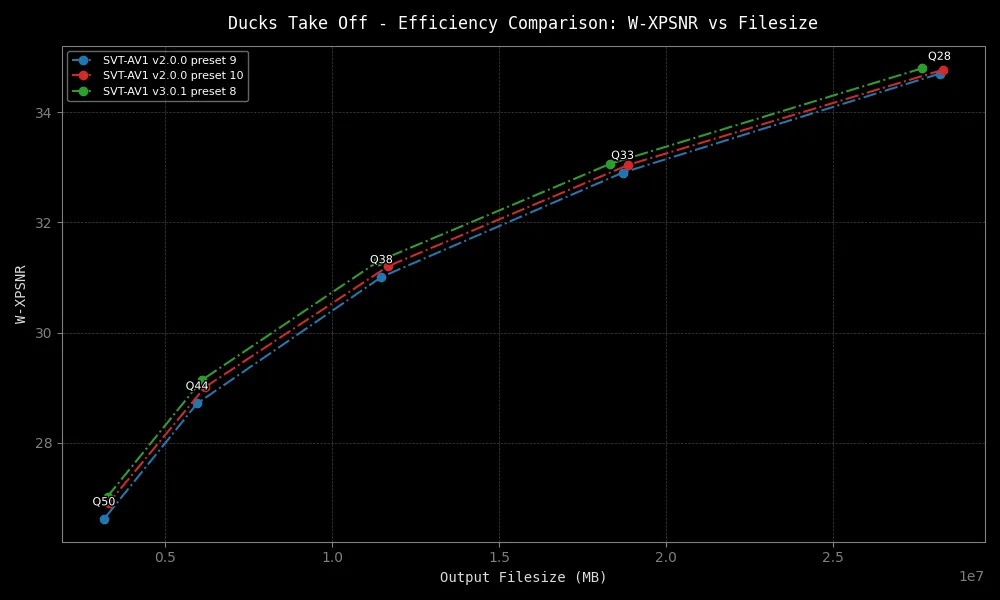 Ducks Take Off - Efficiency Comparison: W-XPSNR vs Filesize
SVT-AV1 v2.0.0 preset 9
SVT-AV1 v2.0.0 preset 10
SVT-AV1 v3.0.1 preset 8
Q28
Q33
Q38
Q44
Q50
34
32
30
28
W-XPSNR
0.5
1.0
1.5
2.0
2.5
1e7
Output Filesize (MB)